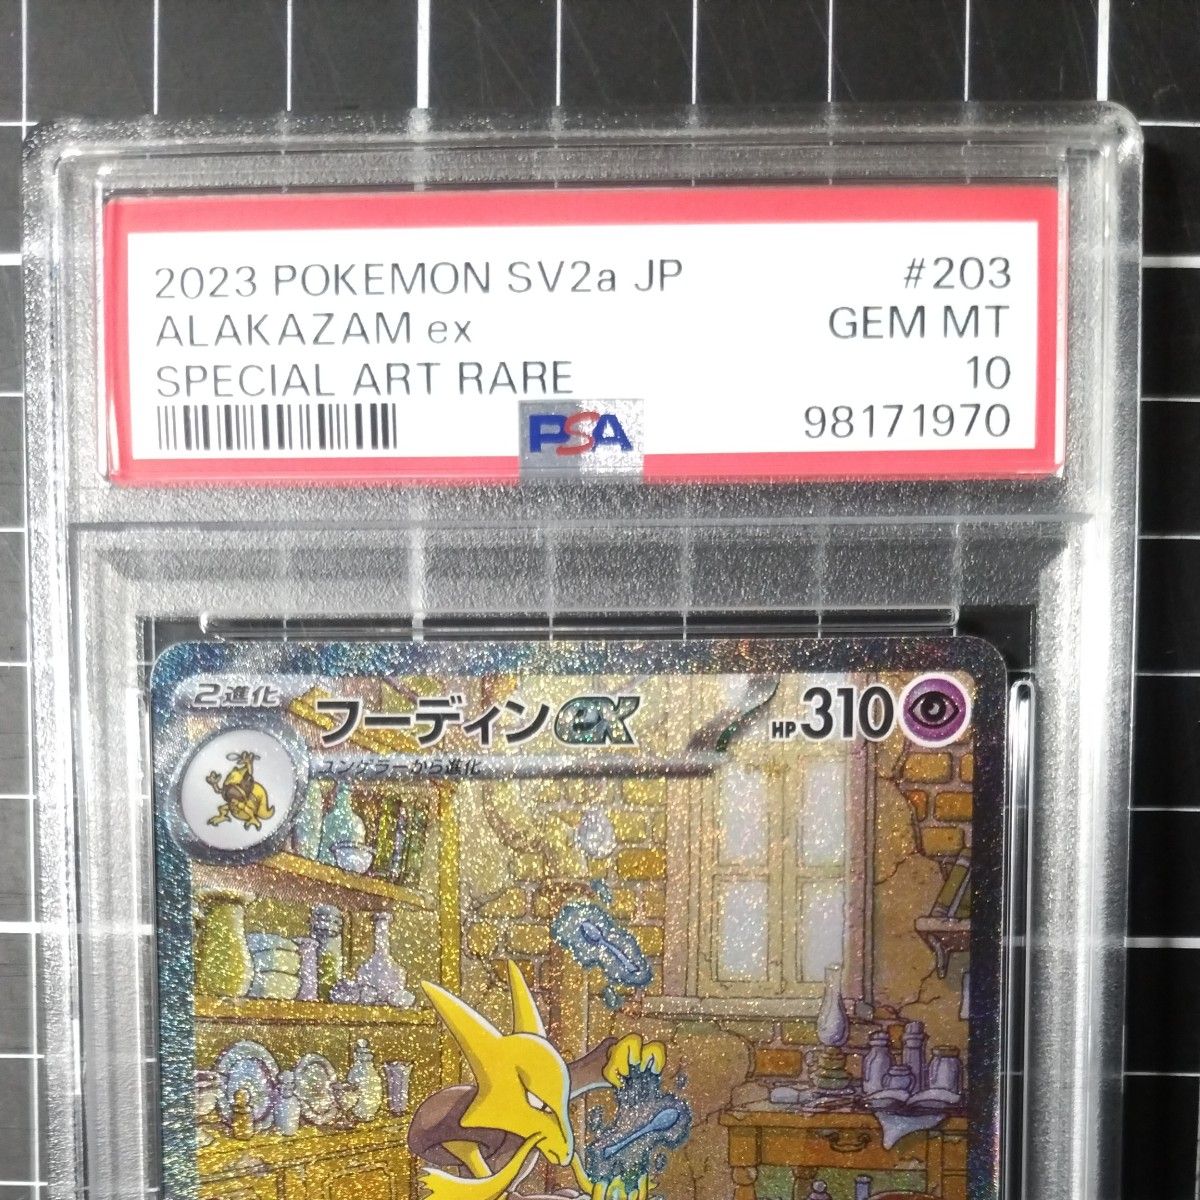 2023 POKEMON SV2a JP #203
ALAKAZAM ex GEM MT
SPECIAL ART RARE 10
PSA 98171970
2進化 フーディンex HP310
ユンゲラーから進化